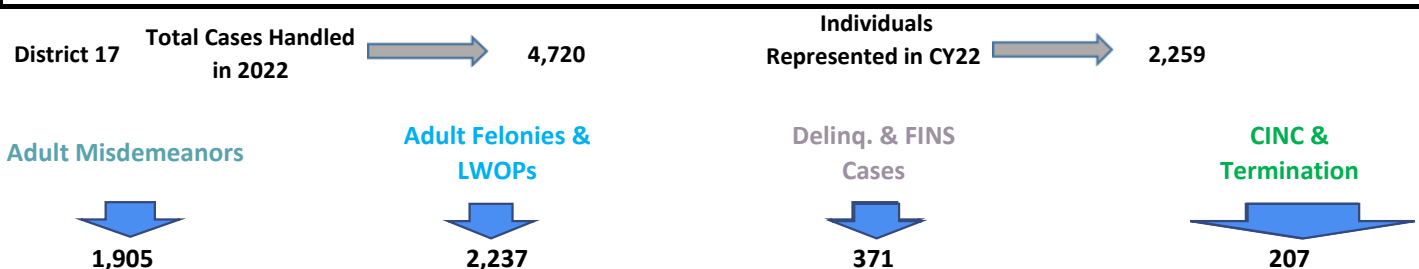 District 17
Total Cases Handled
in 2022
4,720
Individuals
Represented in CY22
2,259
Adult Misdemeanors
Adult Felonies &
LWOPs
Delinq. & FINS
Cases
CINC &
Termination
1,905
2,237
371
207